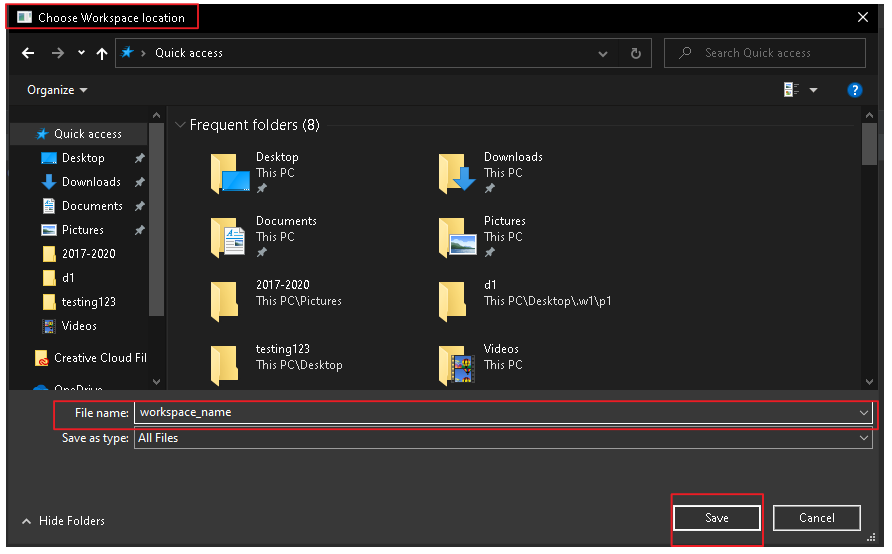 Choose Workspace location
Quick access
Search Quick access
Organize
?
Quick access
Desktop
Downloads
Documents
Pictures
2017-2020
d1
testing123
Videos
Creative Cloud Fil
OneDrive
Frequent folders (8)
Desktop
This PC
Downloads
This PC
Documents
This PC
Pictures
This PC
2017-2020
This PC\Pictures
d1
This PC\Desktop\.w1\p1
testing123
This PC\Desktop
Videos
This PC
File name: workspace_name
Save as type: All Files
Hide Folders
Save
Cancel